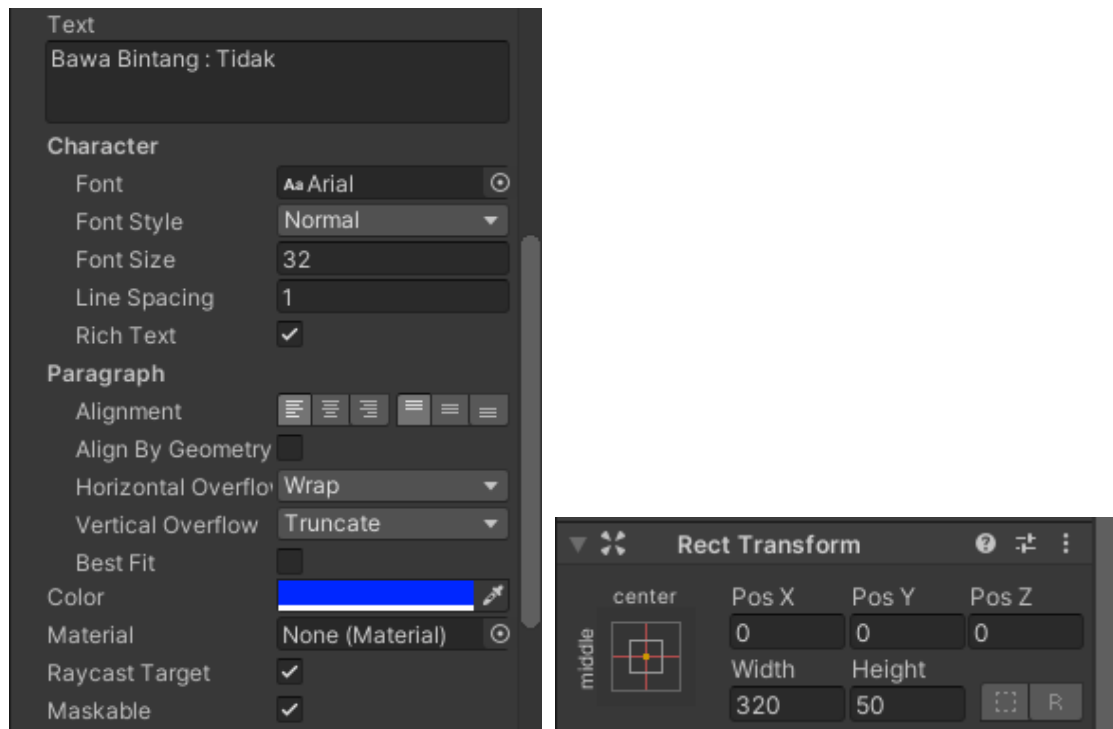 Text
Bawa Bintang : Tidak
Character
Font Aa Arial
Font Style Normal
Font Size 32
Line Spacing 1
Rich Text
Paragraph
Alignment
Align By Geometry
Horizontal Overflo Wrap
Vertical Overflow Truncate
Best Fit
Color
Material None (Material)
Raycast Target
Maskable
Rect Transform
center Pos X Pos Y Pos Z
middle
0 0 0
Width Height
320 50 R